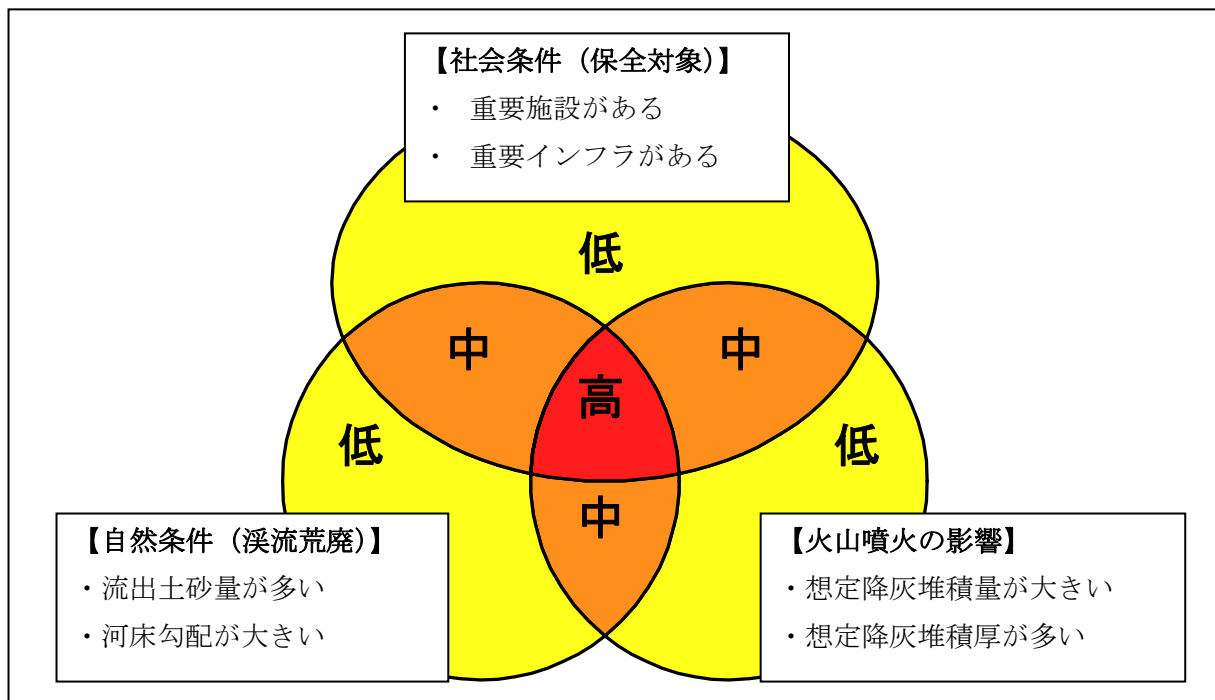 【社会条件（保全対象）】
・ 重要施設がある
・ 重要インフラがある
低
中
中
高
低
低
中
【自然条件（渓流荒廃）】
・流出土砂量が多い
・河床勾配が大きい
【火山噴火の影響】
・想定降灰堆積量が大きい
・想定降灰堆積厚が多い